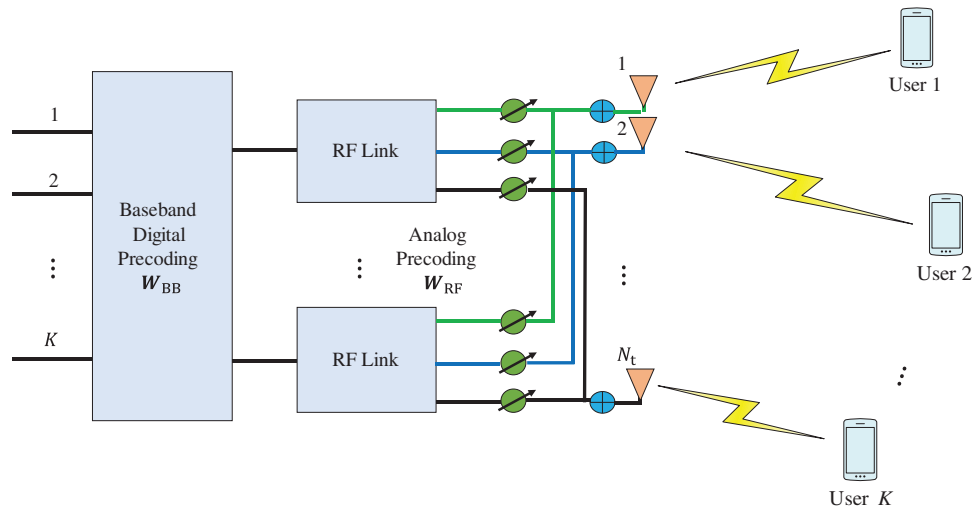 1
2
⋮
K
Baseband
Digital
Precoding
W_BB
RF Link
⋮
Analog
Precoding
W_RF
RF Link
1
2
⋮
N_t
User 1
User 2
⋮
User K